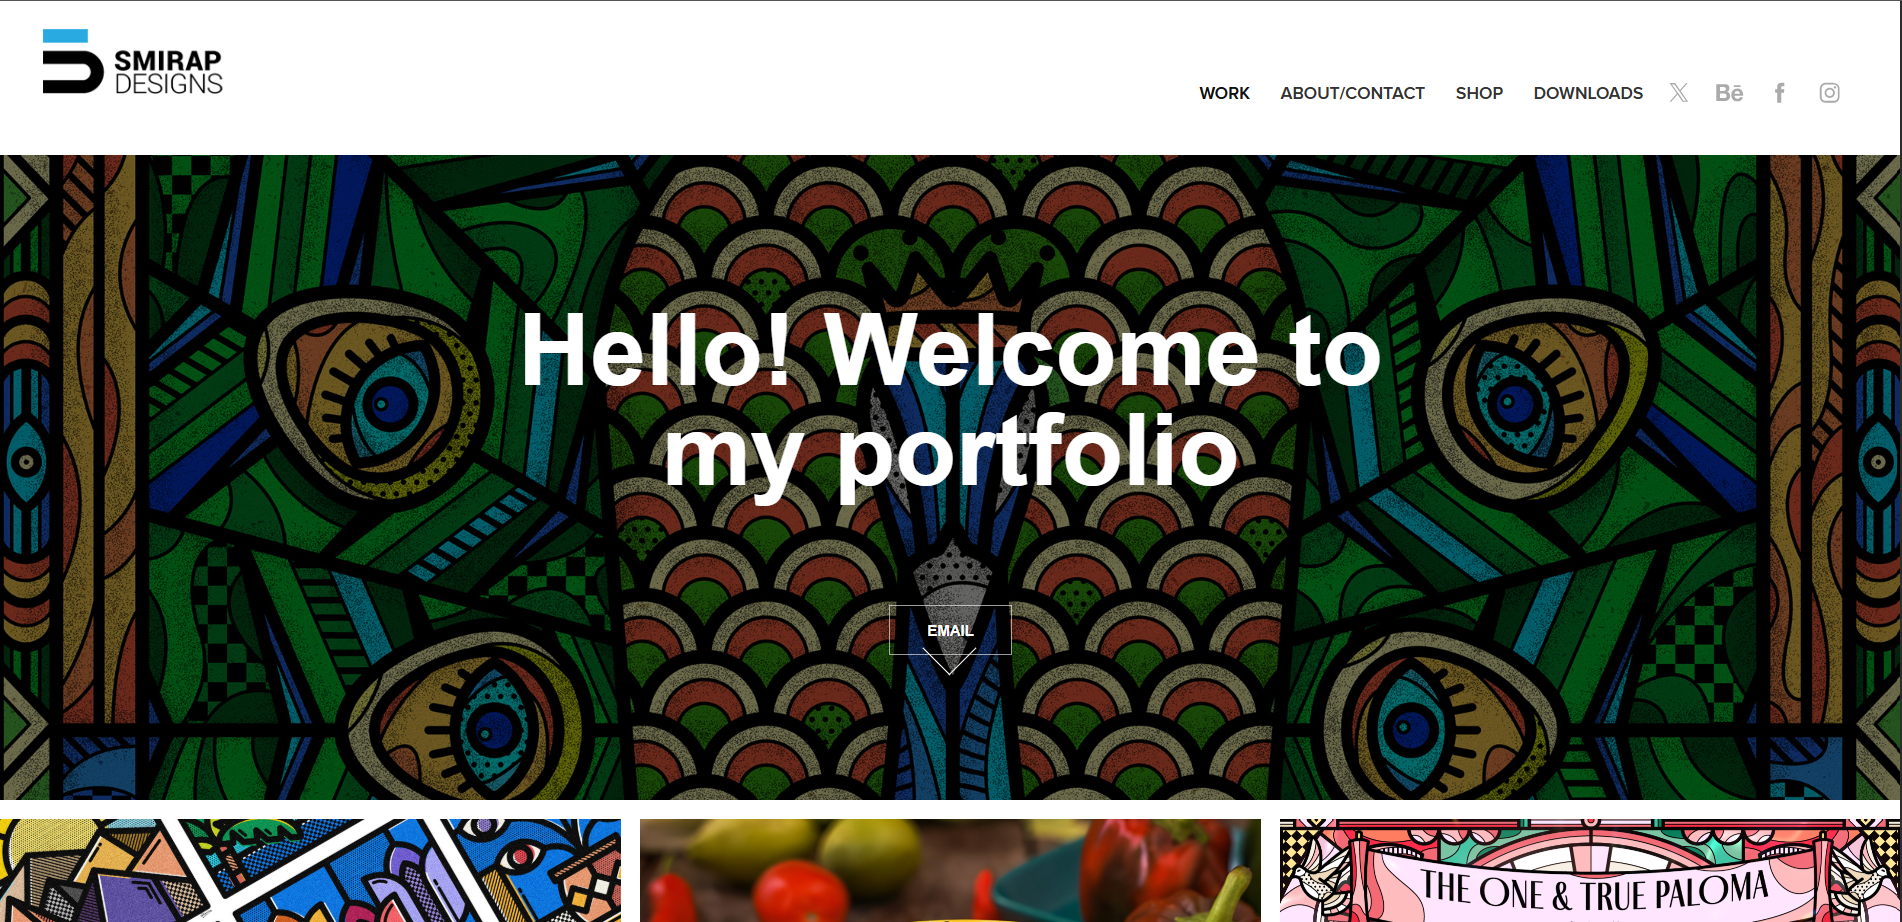 SMIRAP
DESIGNS
WORK ABOUT/CONTACT SHOP DOWNLOADS Bē
Hello! Welcome to
my portfolio
EMAIL
THE ONE & TRUE PALOMA